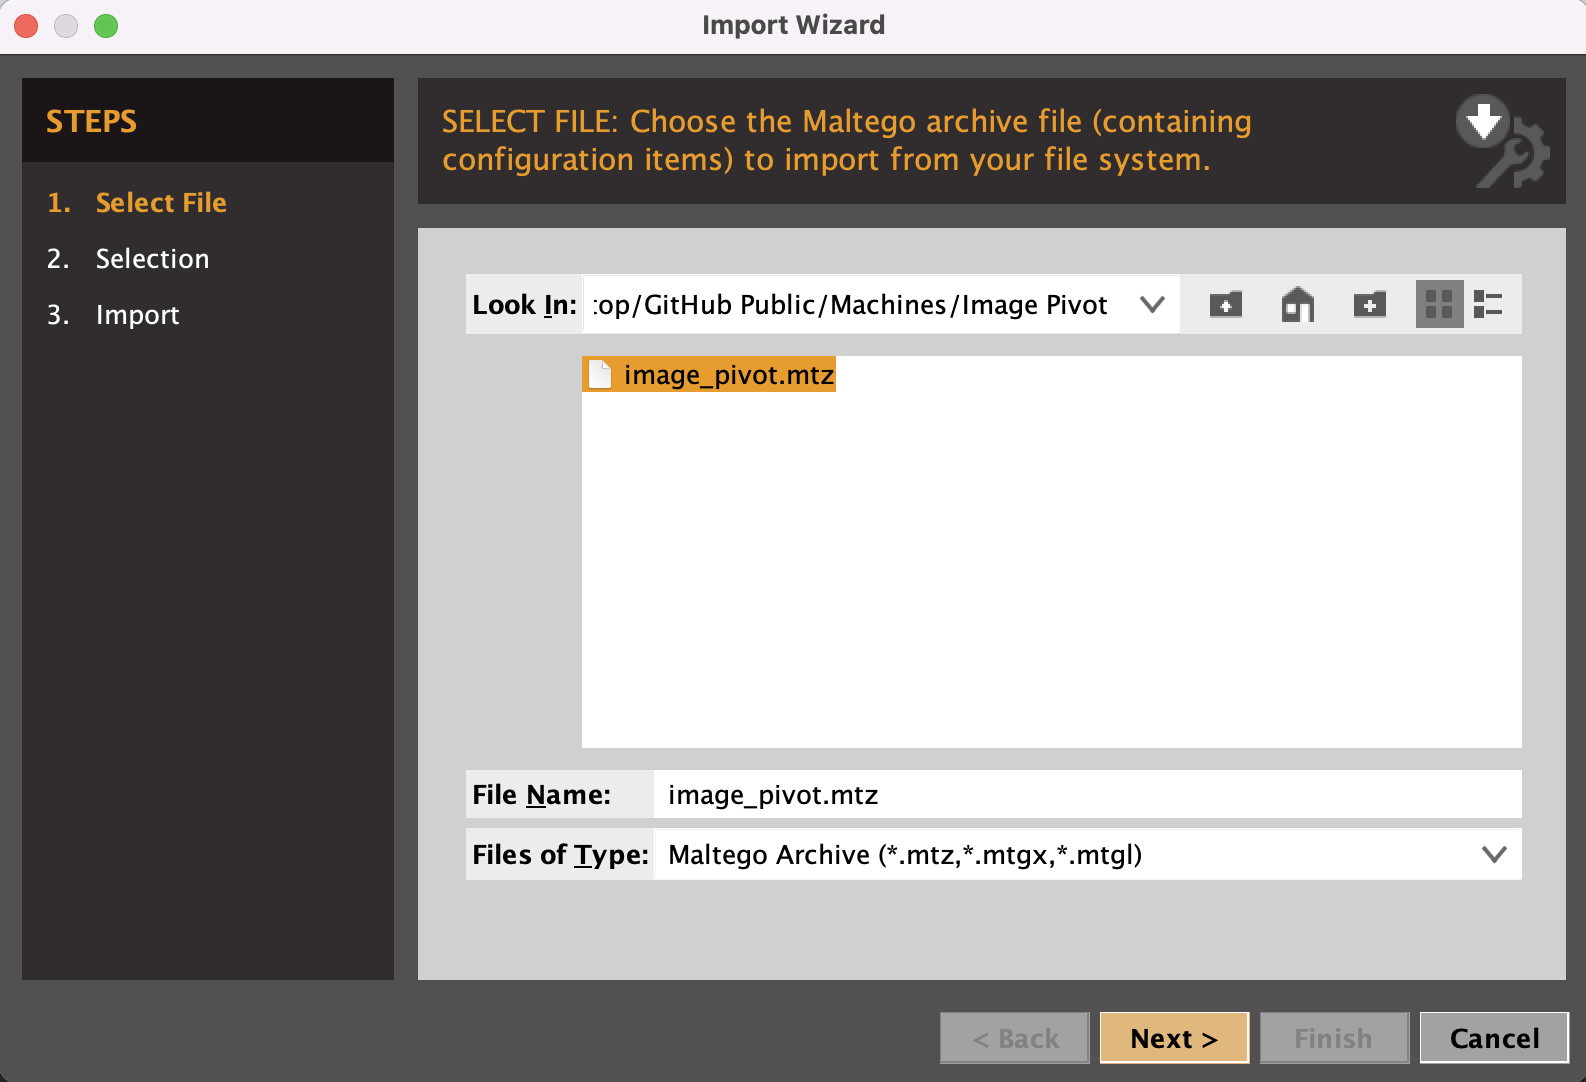 Import Wizard
STEPS
1. Select File
2. Selection
3. Import
SELECT FILE: Choose the Maltego archive file (containing
configuration items) to import from your file system.
Look In: top/GitHub Public/Machines/Image Pivot
image_pivot.mtz
File Name: image_pivot.mtz
Files of Type: Maltego Archive (*.mtz,*.mtgx,*.mtgl)
< Back Next > Finish Cancel